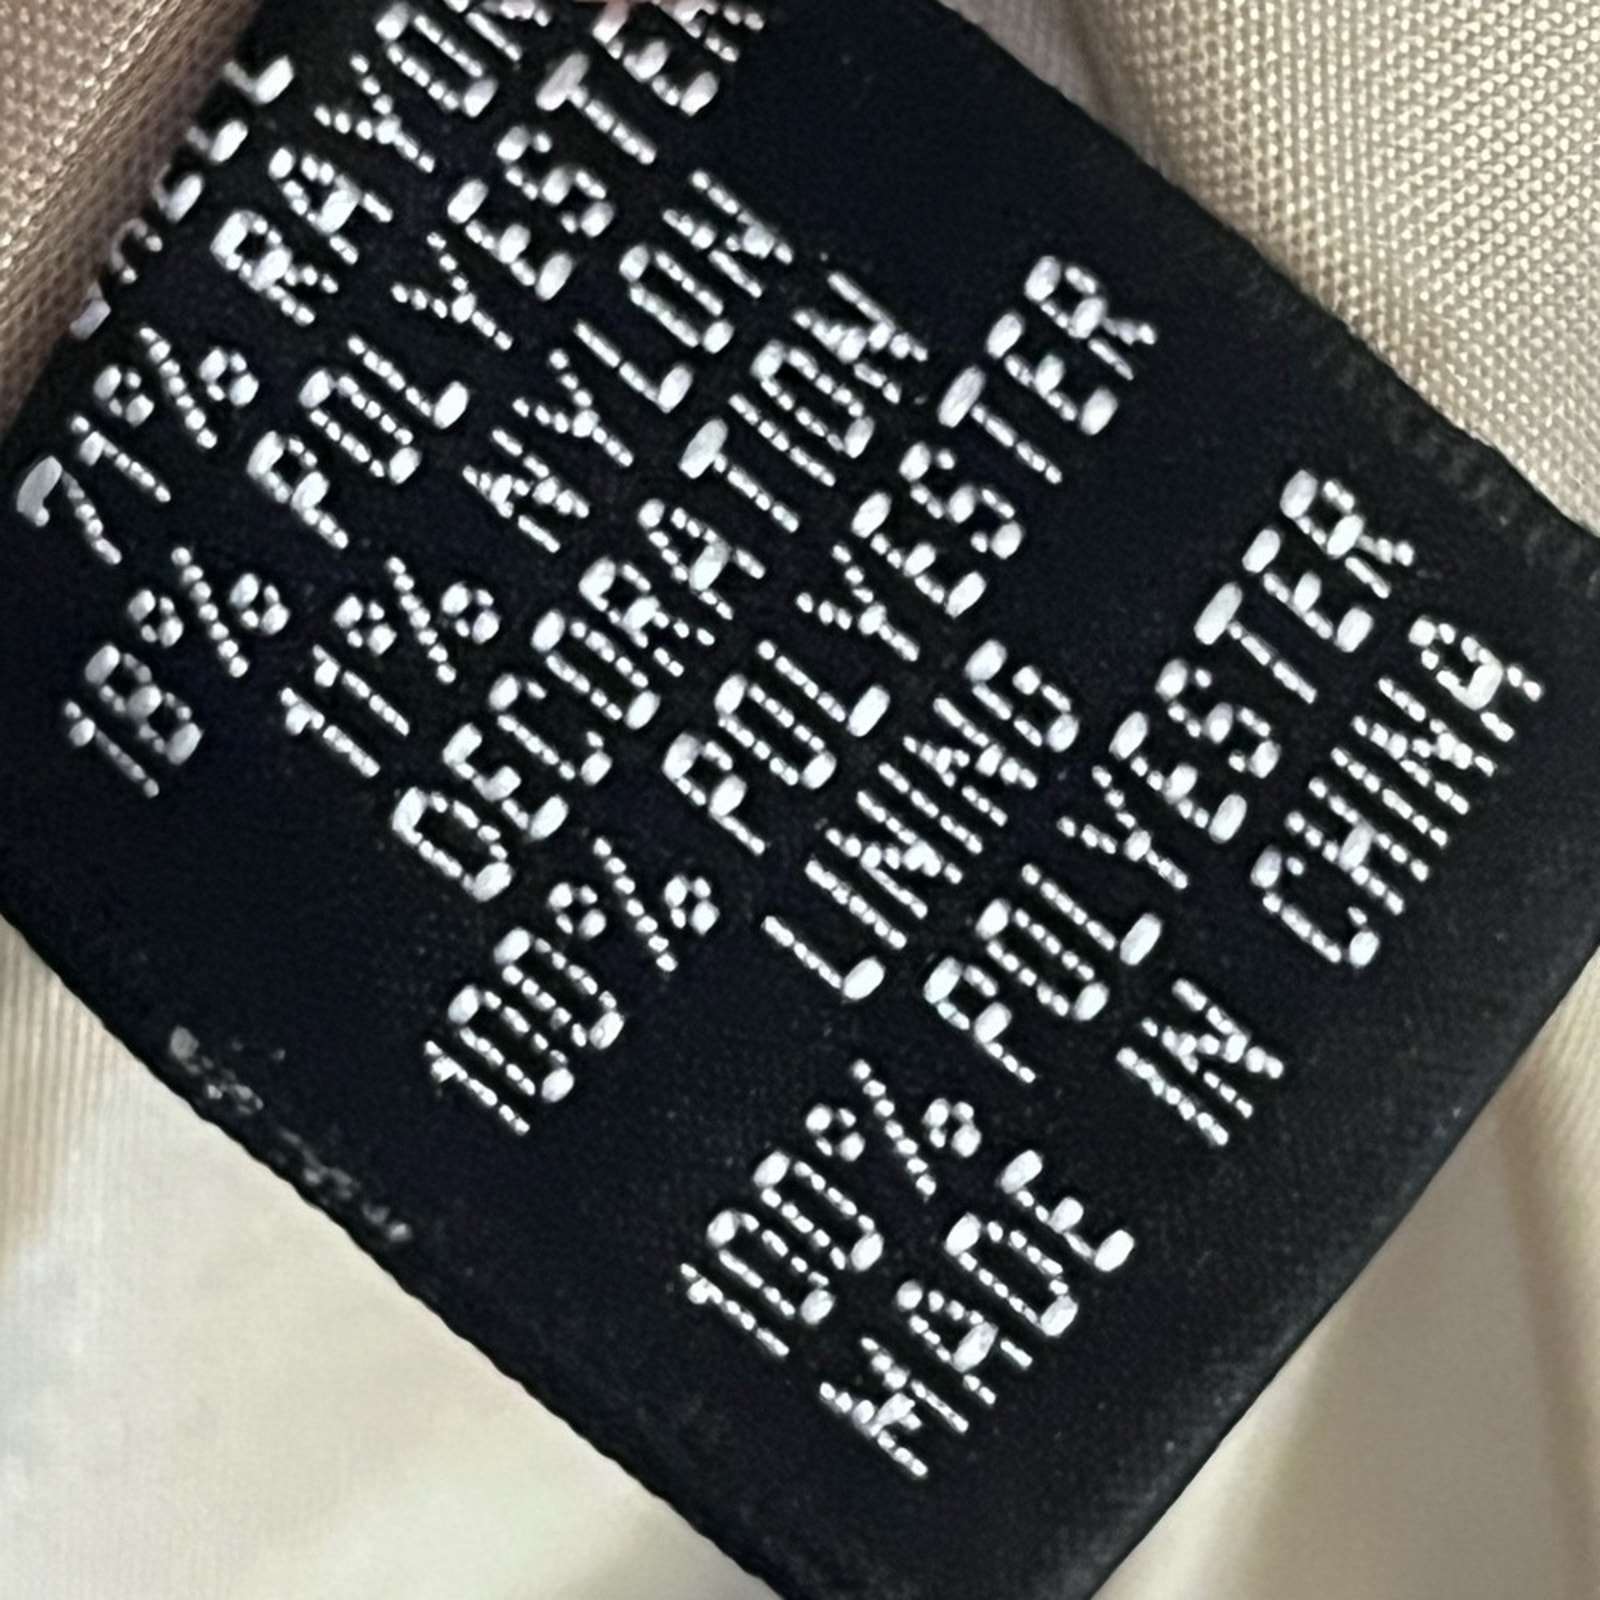 71% RAYON
18% POLYESTER
11% NYLON
DECORATION
100% POLYESTER
LINING
100% POLYESTER
MADE IN CHINA